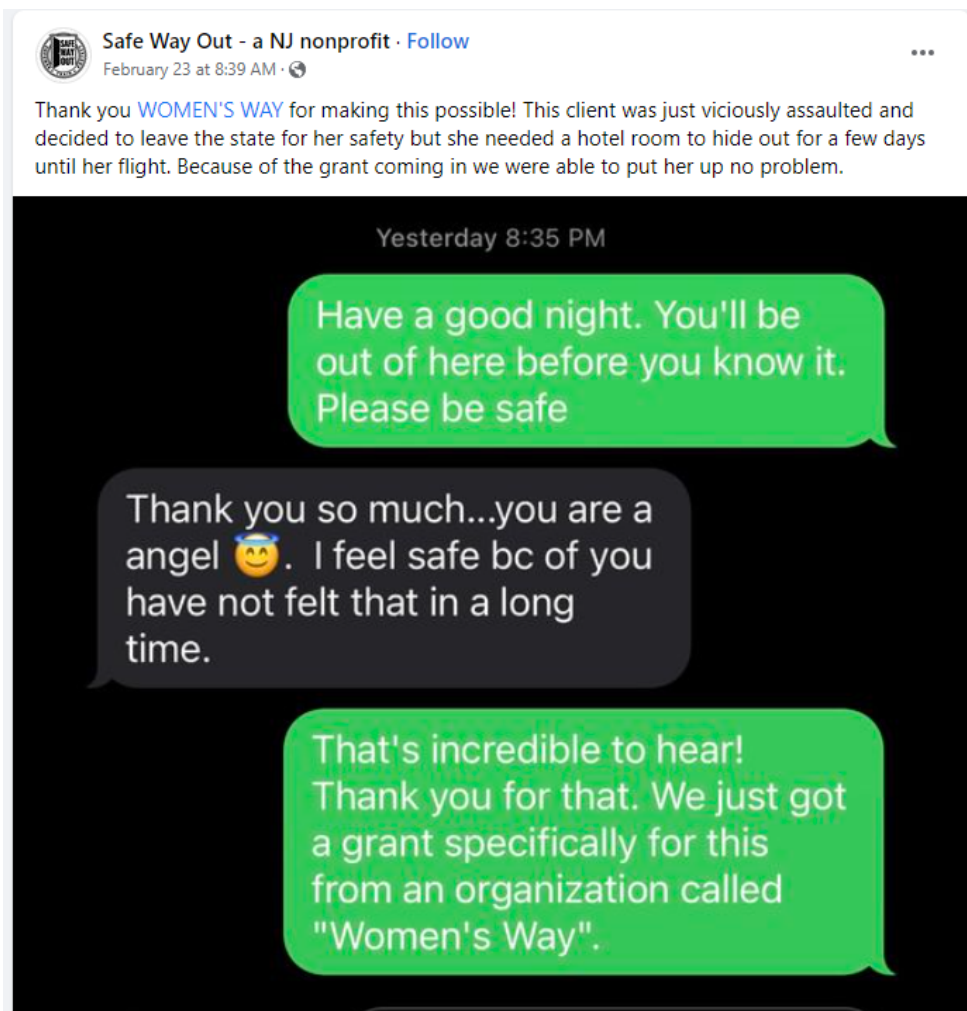 Safe Way Out - a NJ nonprofit · Follow
February 23 at 8:39 AM ·
Thank you WOMEN'S WAY for making this possible! This client was just viciously assaulted and
decided to leave the state for her safety but she needed a hotel room to hide out for a few days
until her flight. Because of the grant coming in we were able to put her up no problem.
Yesterday 8:35 PM
Have a good night. You'll be
out of here before you know it.
Please be safe
Thank you so much...you are a
angel 😇. I feel safe bc of you
have not felt that in a long
time.
That's incredible to hear!
Thank you for that. We just got
a grant specifically for this
from an organization called
"Women's Way".